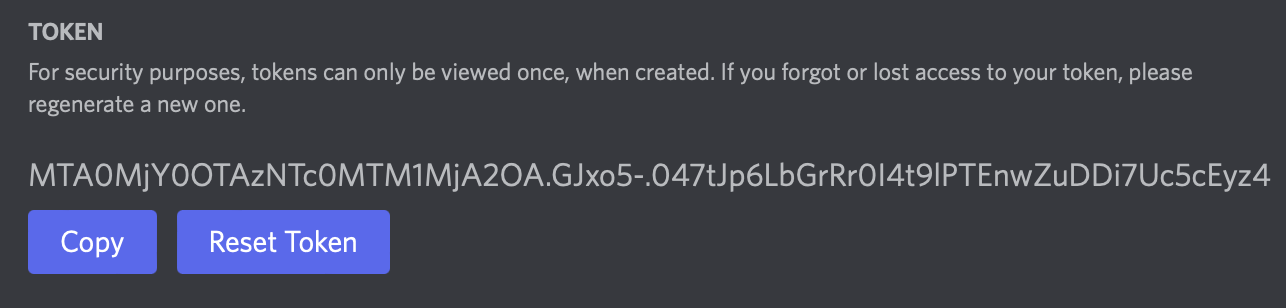 TOKEN
For security purposes, tokens can only be viewed once, when created. If you forgot or lost access to your token, please
regenerate a new one.
MTA0MjY0OTAzNTc0MTM1MjA2OA.GJxo5-.047tJp6LbGrRr0I4t9lPTEnwZuDDi7Uc5cEyz4
Copy
Reset Token